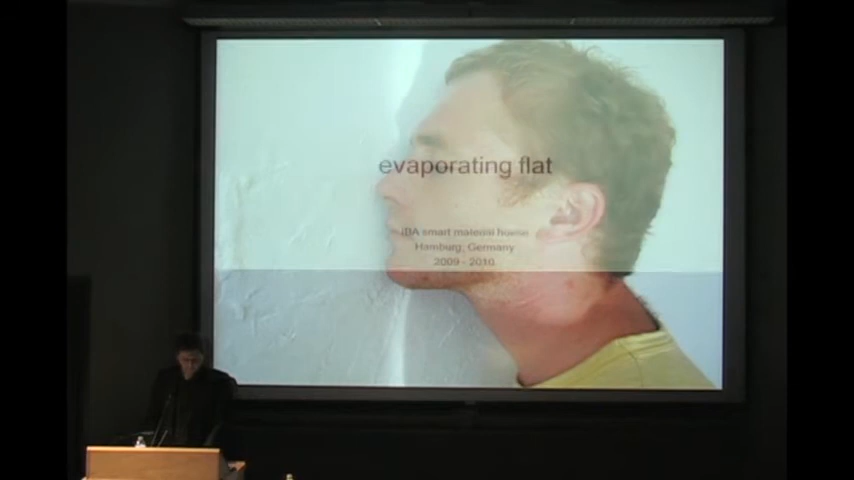 evaporating flat
IBA smart material house
Hamburg, Germany
2009 - 2010